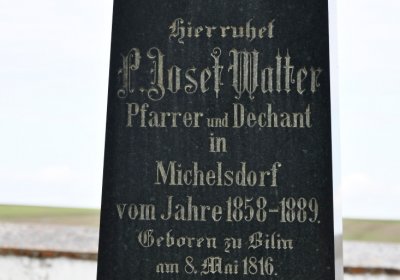 Hier ruhet
P. Josef Walter
Pfarrer und Dechant
in
Michelsdorf
vom Jahre 1858-1889.
Geboren zu Bilin
am 8. Mai 1816.